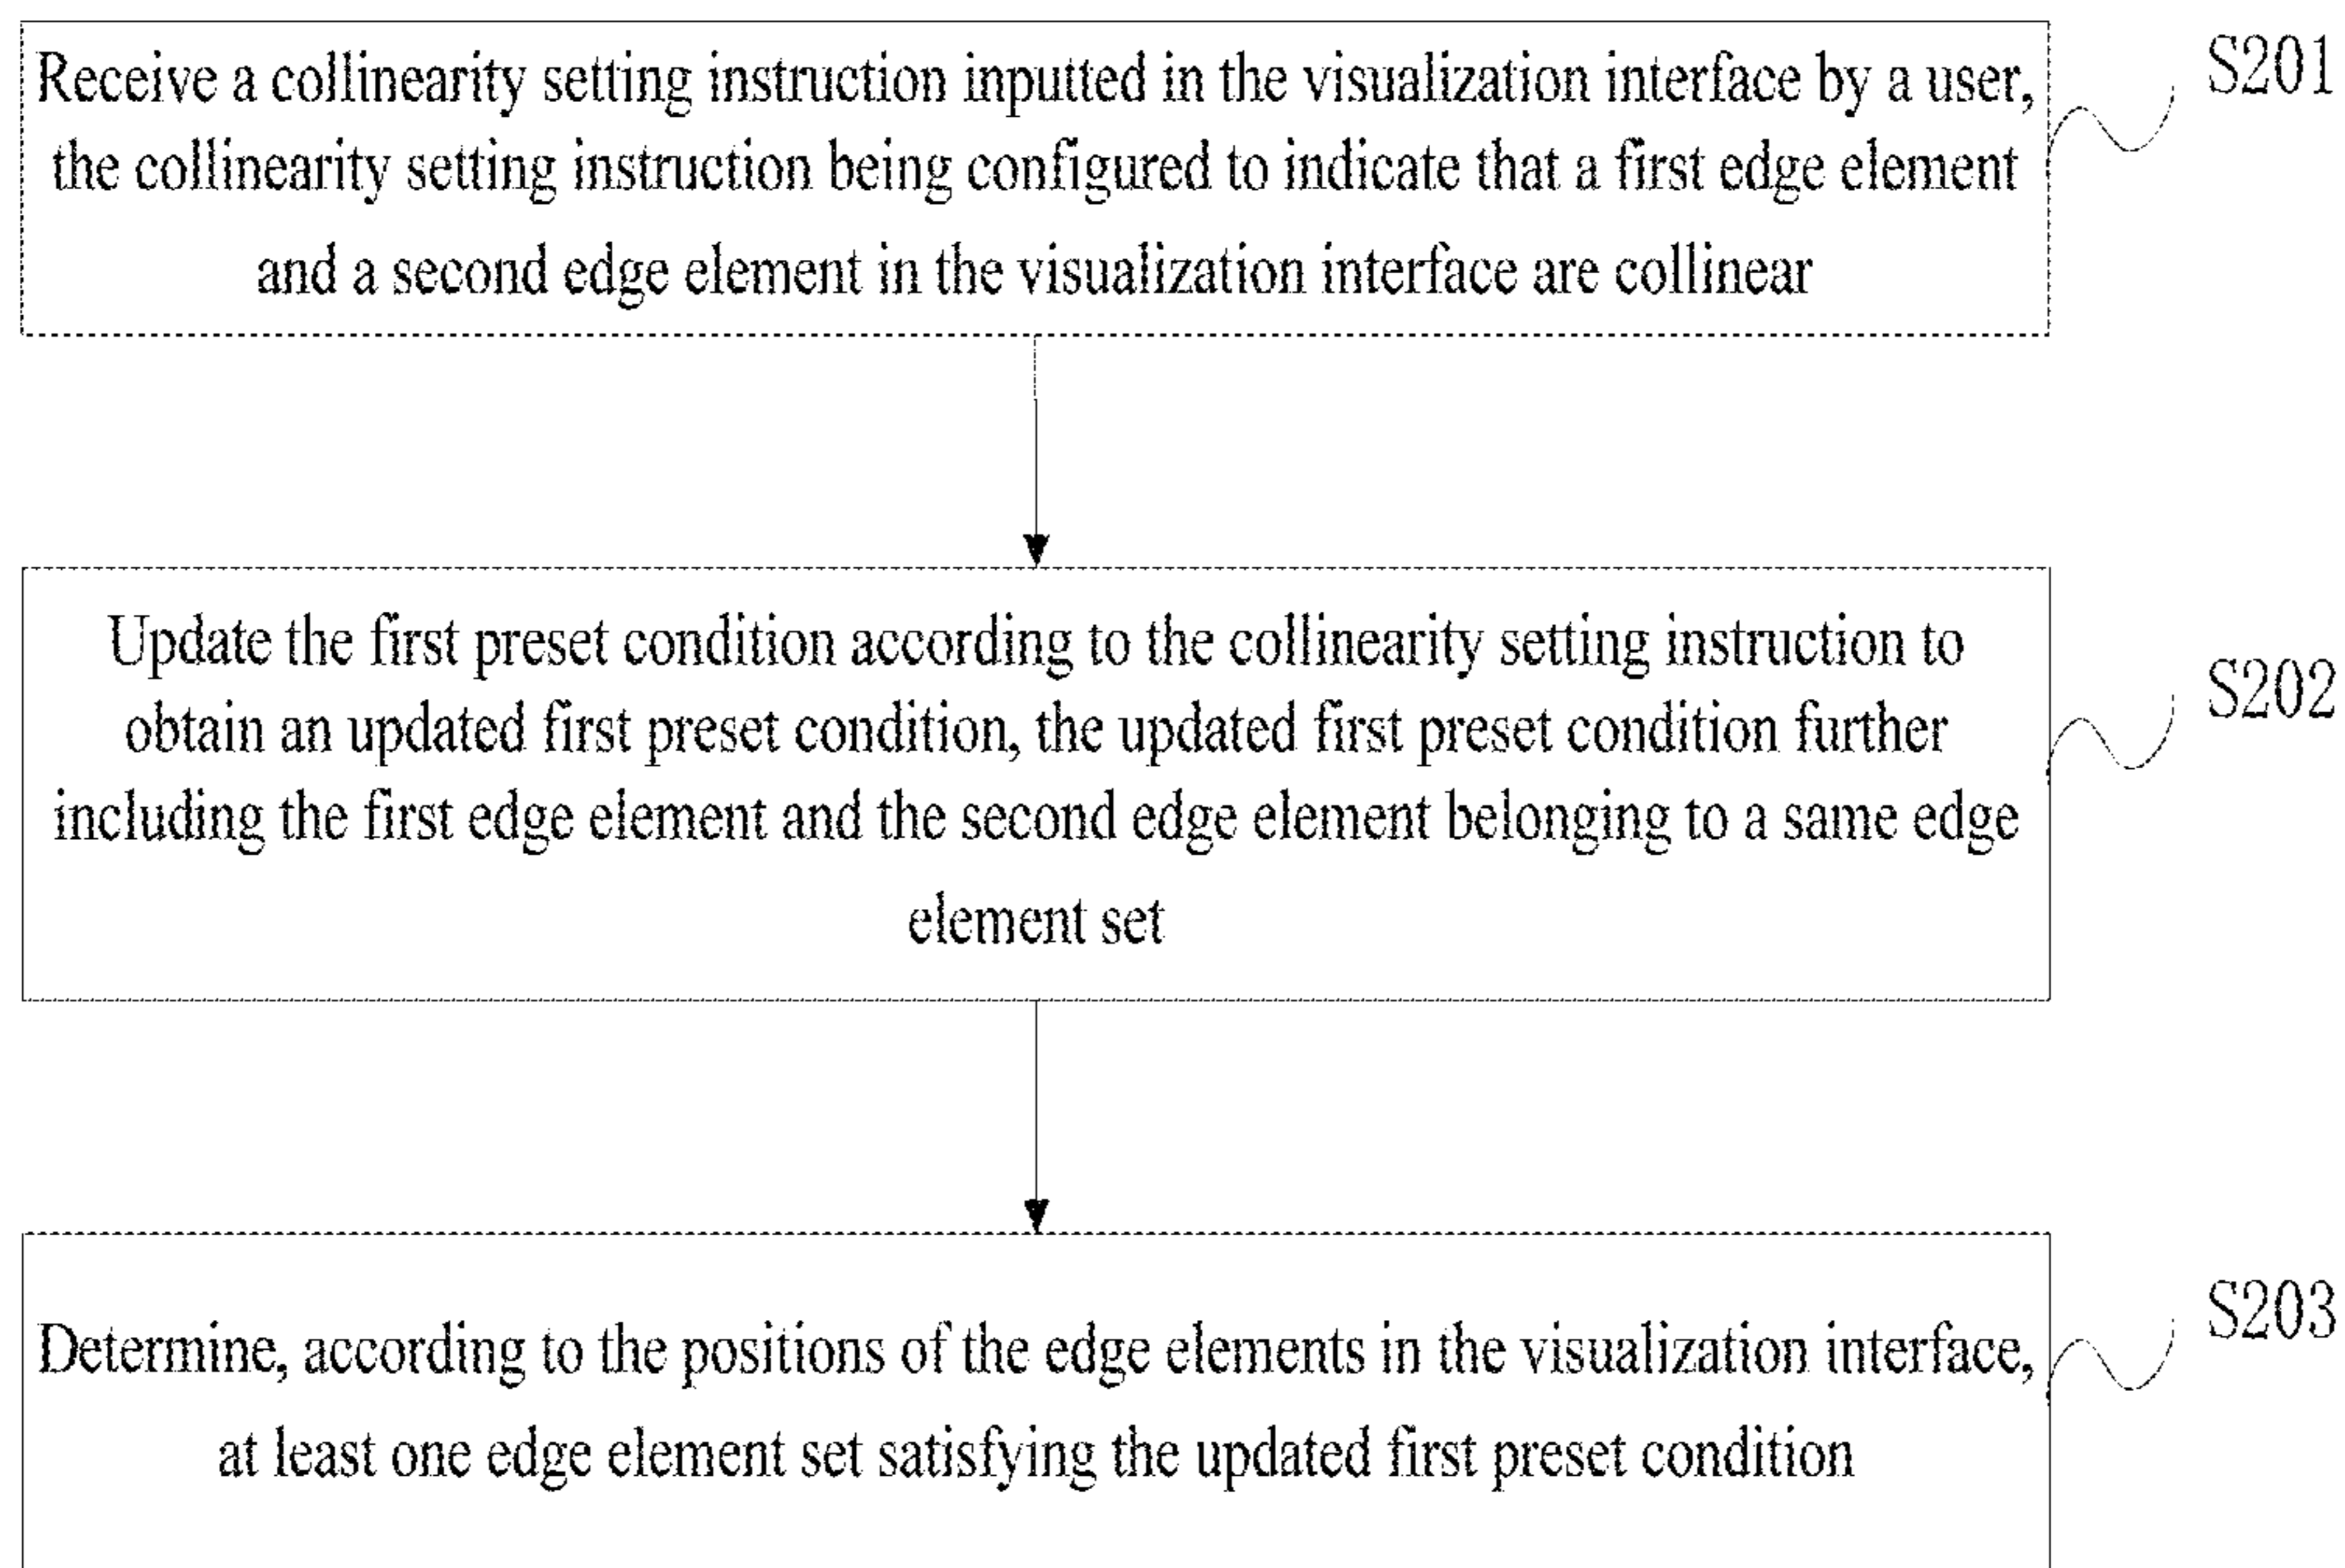 Receive a collinearity setting instruction inputted in the visualization interface by a user,
the collinearity setting instruction being configured to indicate that a first edge element
and a second edge element in the visualization interface are collinear
S201
Update the first preset condition according to the collinearity setting instruction to
obtain an updated first preset condition, the updated first preset condition further
including the first edge element and the second edge element belonging to a same edge
element set
S202
Determine, according to the positions of the edge elements in the visualization interface,
at least one edge element set satisfying the updated first preset condition
S203